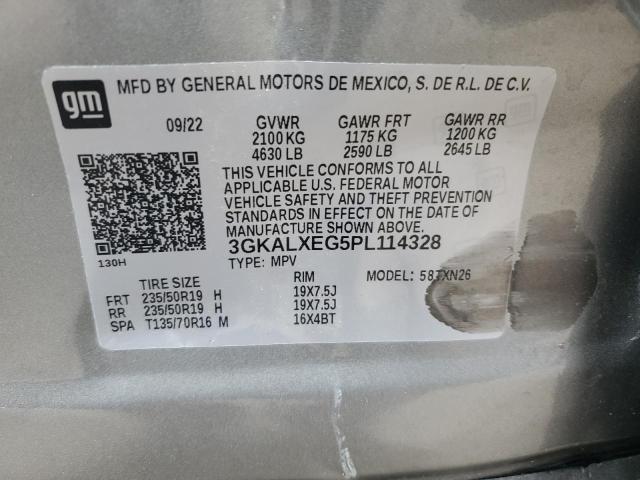 gm
MFD BY GENERAL MOTORS DE MEXICO, S. DE R.L. DE C.V.
09/22 GVWR GAWR FRT GAWR RR
2100 KG 1175 KG 1200 KG
4630 LB 2590 LB 2645 LB
THIS VEHICLE CONFORMS TO ALL
APPLICABLE U.S. FEDERAL MOTOR
VEHICLE SAFETY AND THEFT PREVENTION
STANDARDS IN EFFECT ON THE DATE OF
MANUFACTURE SHOWN ABOVE.
3GKALXEG5PL114328
130H
TYPE: MPV
TIRE SIZE RIM MODEL: 58TXN26
FRT 235/50R19 H 19X7.5J
RR 235/50R19 H 19X7.5J
SPA T135/70R16 M 16X4BT